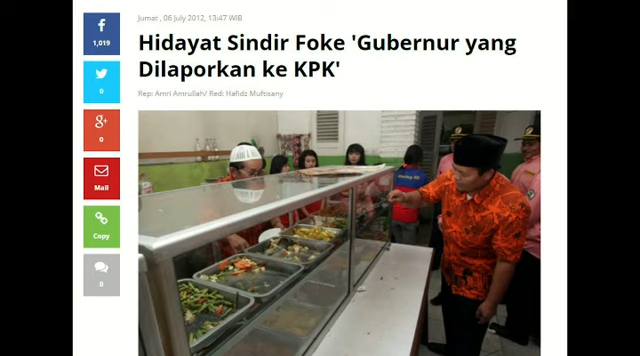 Jumat , 06 July 2012, 13:47 WIB
Hidayat Sindir Foke 'Gubernur yang
Dilaporkan ke KPK'
Rep: Amri Amrullah/ Red: Hafidz Muftisany
f
1,019
0
g+
0
Mail
Copy
0